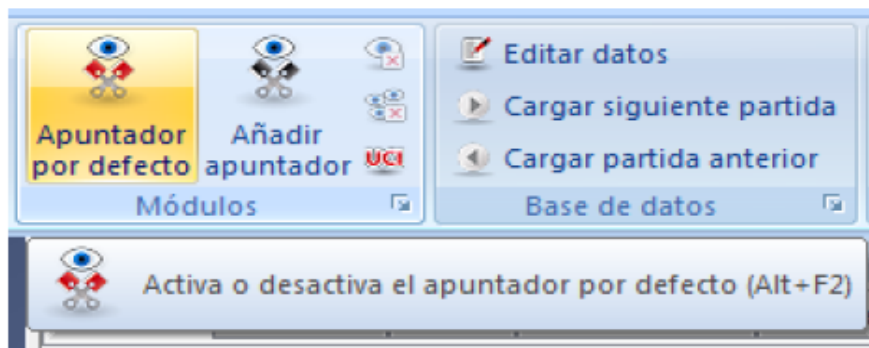 Apuntador
por defecto
Añadir
apuntador
UCI
Módulos
Editar datos
Cargar siguiente partida
Cargar partida anterior
Base de datos
Activa o desactiva el apuntador por defecto (Alt+F2)